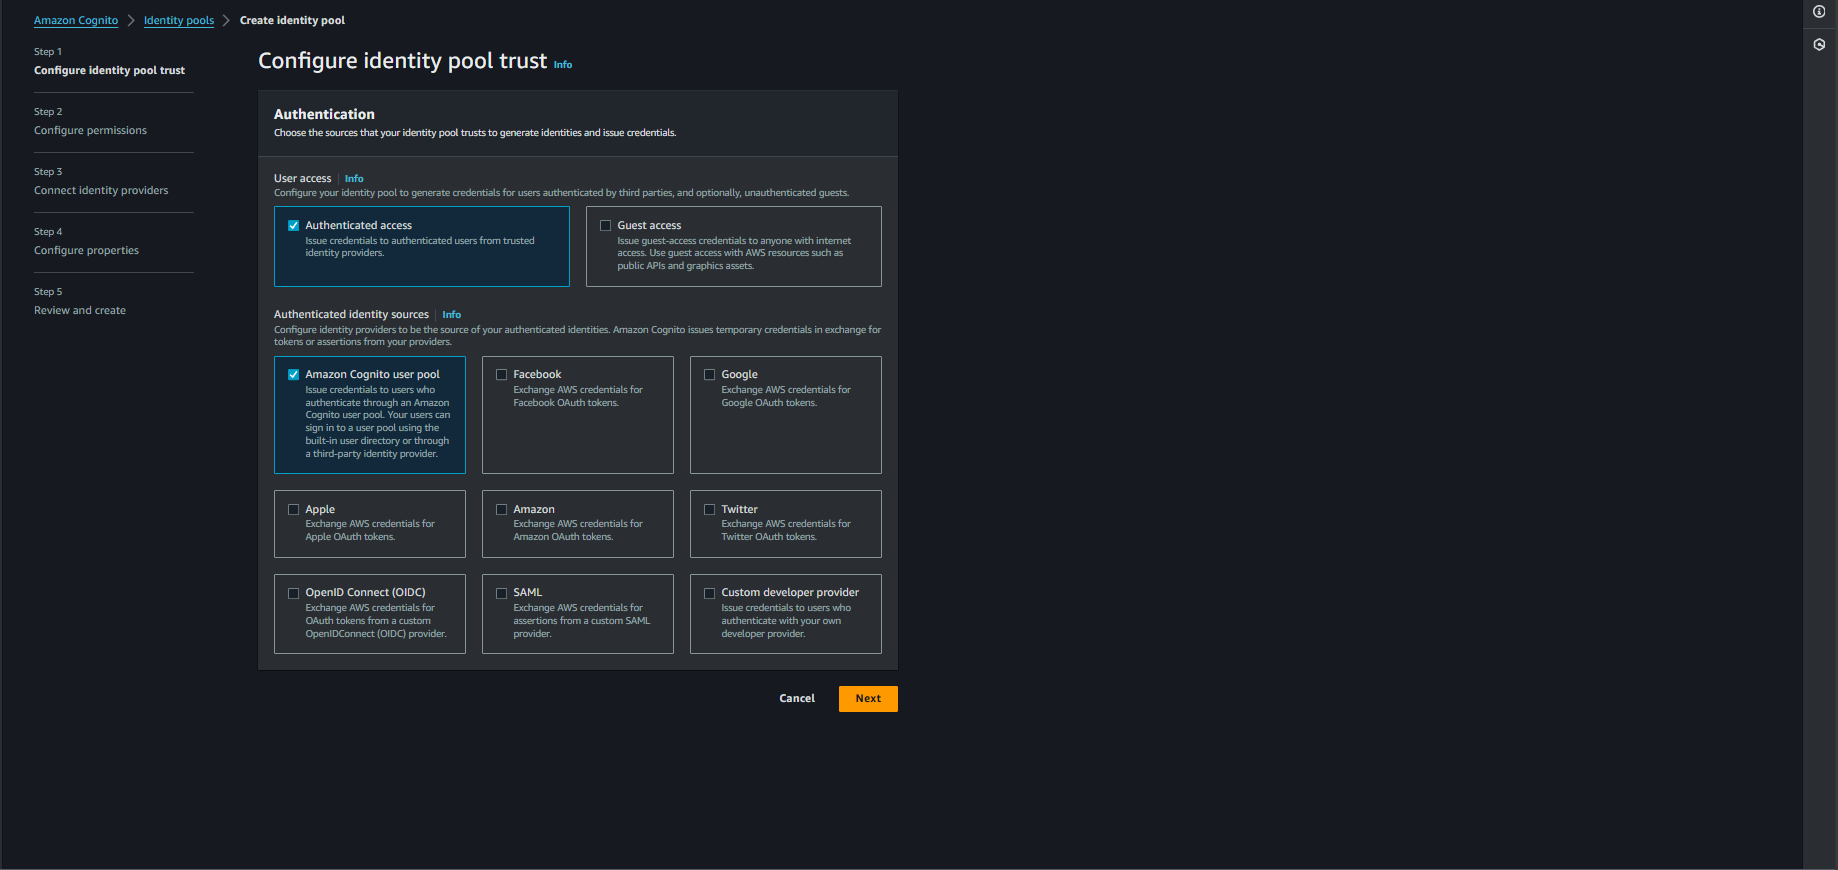 Amazon Cognito > Identity pools > Create identity pool
Step 1
Configure identity pool trust
Step 2
Configure permissions
Step 3
Connect identity providers
Step 4
Configure properties
Step 5
Review and create
Configure identity pool trust Info
Authentication
Choose the sources that your identity pool trusts to generate identities and issue credentials.
User access | Info
Configure your identity pool to generate credentials for users authenticated by third parties, and optionally, unauthenticated guests.
Authenticated access
Issue credentials to authenticated users from trusted
identity providers.
Guest access
Issue guest-access credentials to anyone with internet
access. Use guest access with AWS resources such as
public APIs and graphics assets.
Authenticated identity sources | Info
Configure identity providers to be the source of your authenticated identities. Amazon Cognito issues temporary credentials in exchange for
tokens or assertions from your providers.
Amazon Cognito user pool
Issue credentials to users who
authenticate through an Amazon
Cognito user pool. Your users can
sign in to a user pool using the
built-in user directory or through
a third-party identity provider.
Facebook
Exchange AWS credentials for
Facebook OAuth tokens.
Google
Exchange AWS credentials for
Google OAuth tokens.
Apple
Exchange AWS credentials for
Apple OAuth tokens.
Amazon
Exchange AWS credentials for
Amazon OAuth tokens.
Twitter
Exchange AWS credentials for
Twitter OAuth tokens.
OpenID Connect (OIDC)
Exchange AWS credentials for
OAuth tokens from a custom
OpenIDConnect (OIDC) provider.
SAML
Exchange AWS credentials for
assertions from a custom SAML
provider.
Custom developer provider
Issue credentials to users who
authenticate with your own
developer provider.
Cancel
Next